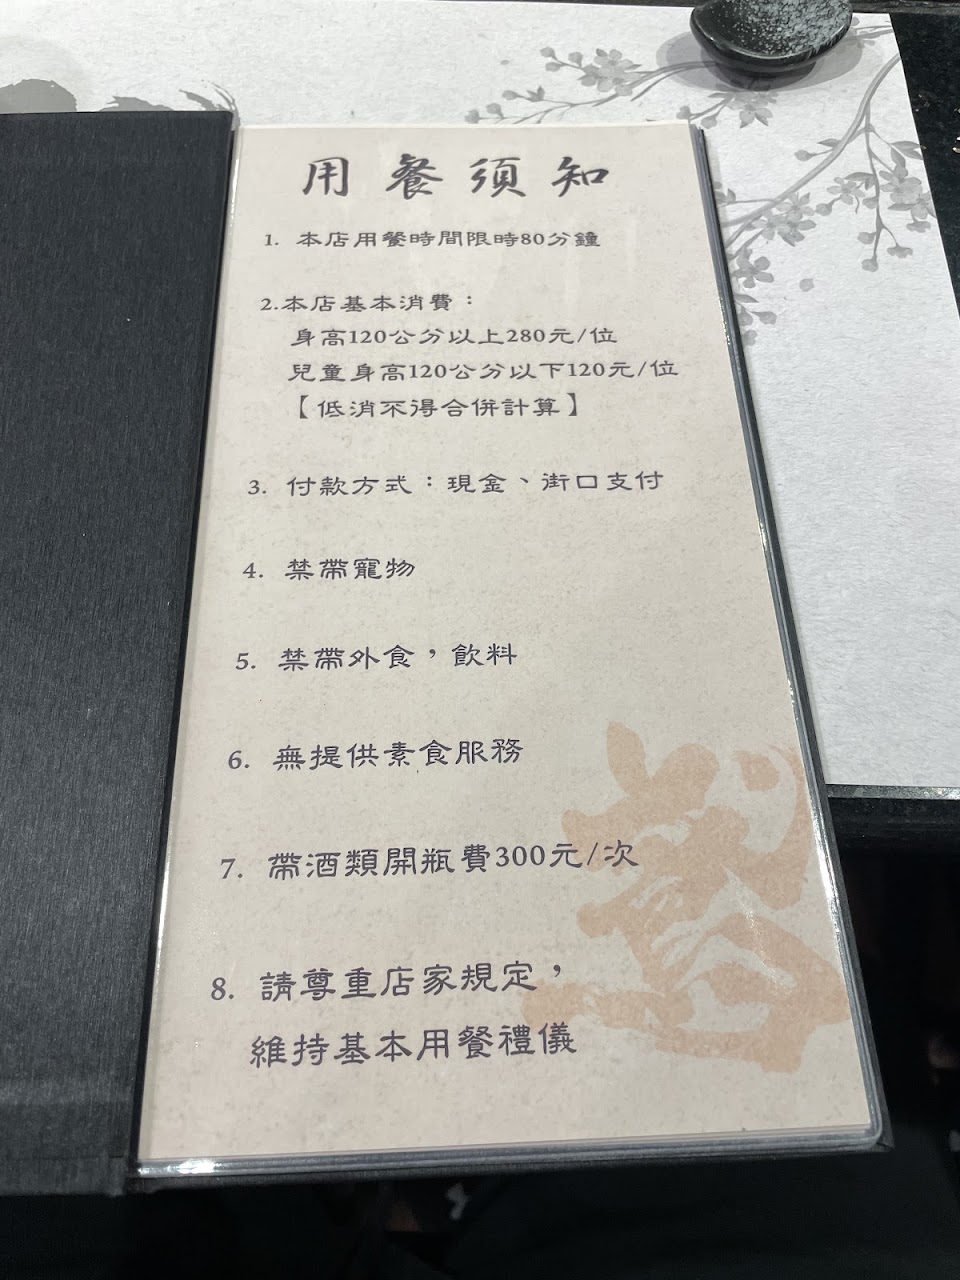 用餐須知
1. 本店用餐時間限時80分鐘
2.本店基本消費：
身高120公分以上280元/位
兒童身高120公分以下120元/位
【低消不得合併計算】
3. 付款方式：現金、街口支付
4. 禁帶寵物
5. 禁帶外食，飲料
6. 無提供素食服務
7. 帶酒類開瓶費300元/次
8. 請尊重店家規定，
維持基本用餐禮儀